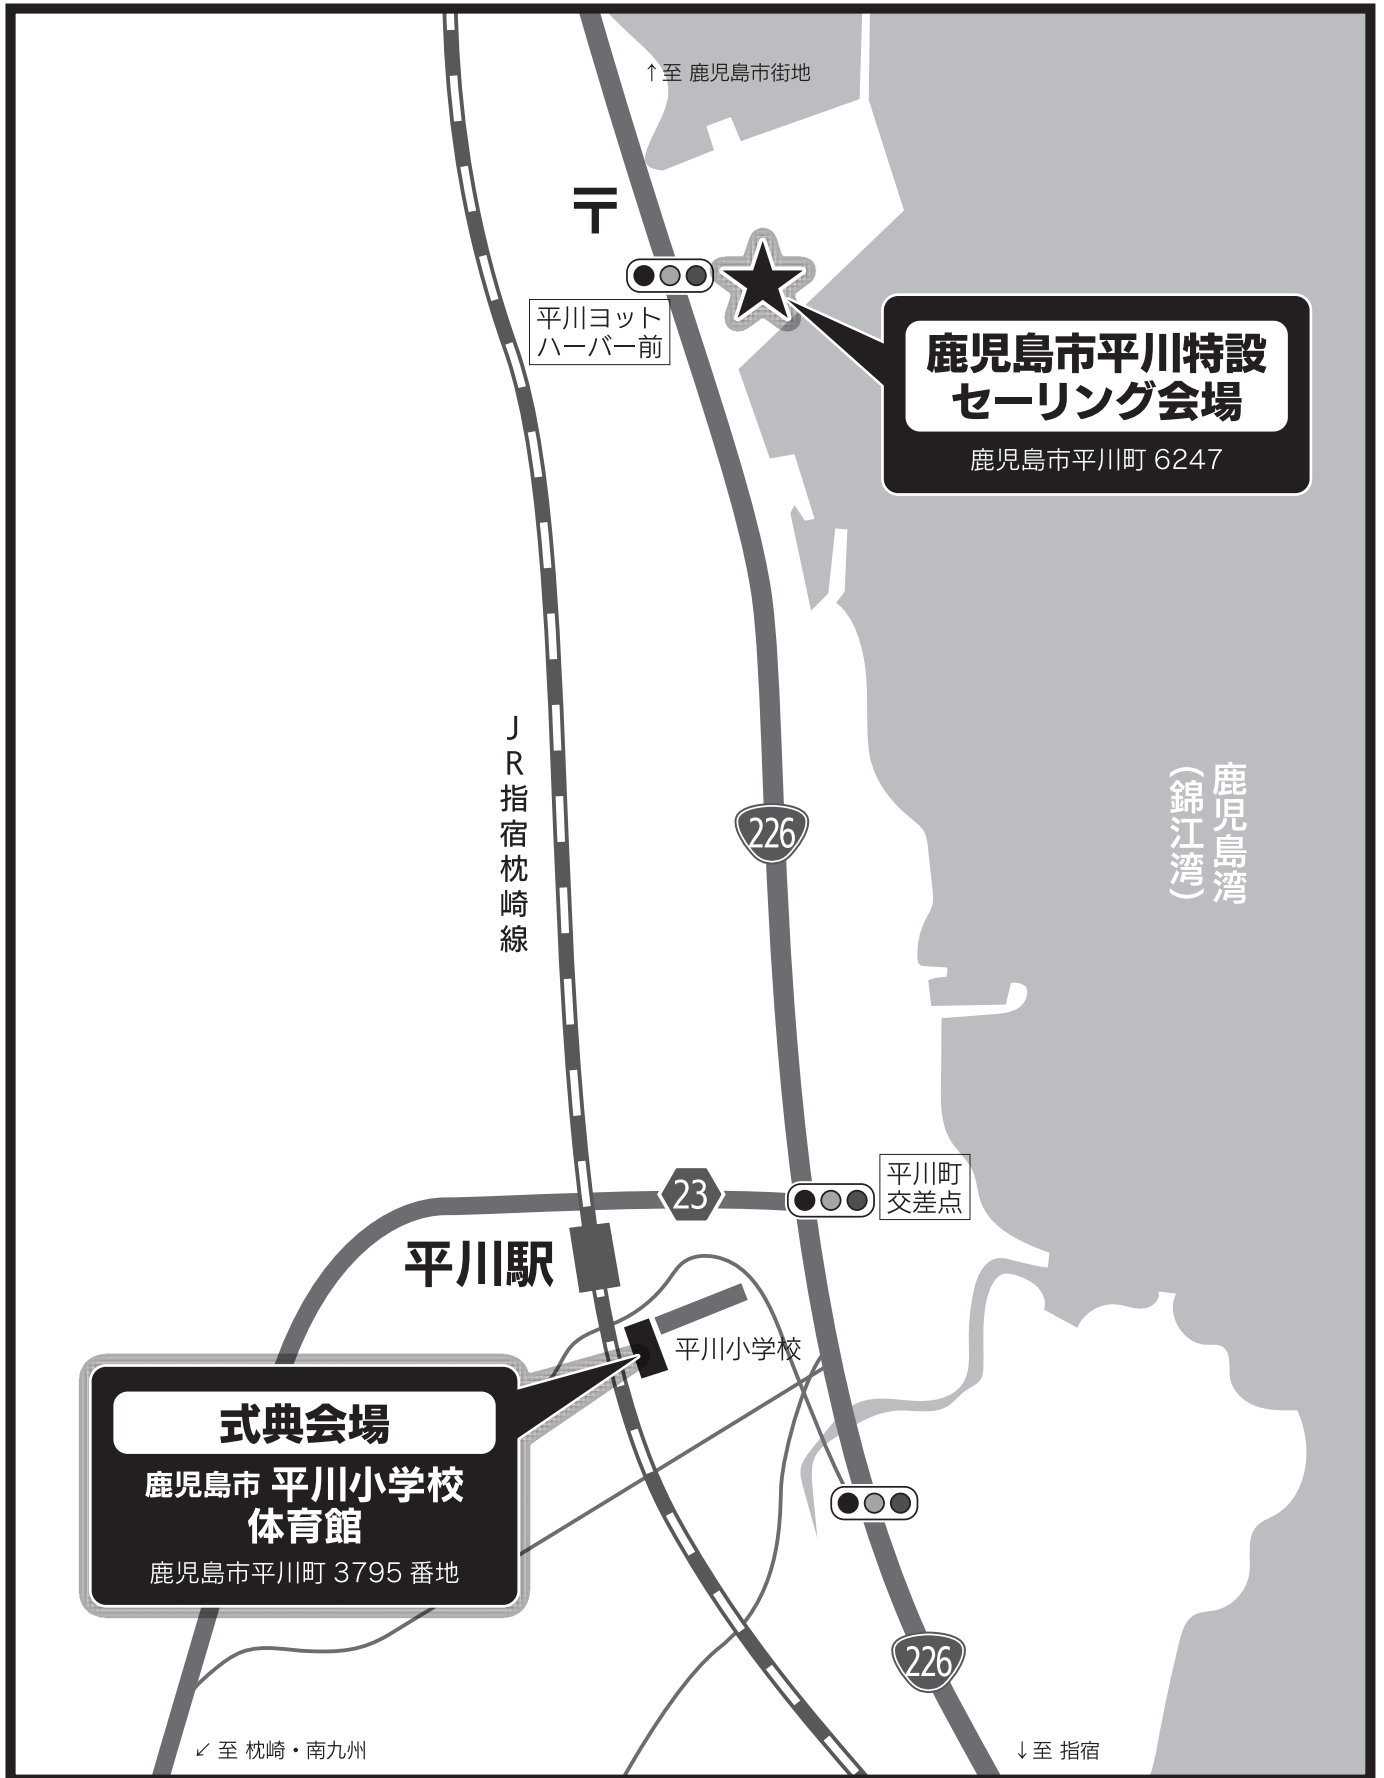 ↑至 鹿児島市街地
〒
平川ヨット
ハーバー前
鹿児島市平川特設
セーリング会場
鹿児島市平川町 6247
JR指宿枕崎線
226
鹿児島湾
(錦江湾)
23
平川町
交差点
平川駅
平川小学校
式典会場
鹿児島市 平川小学校
体育館
鹿児島市平川町 3795 番地
226
↙至 枕崎・南九州
↓至 指宿